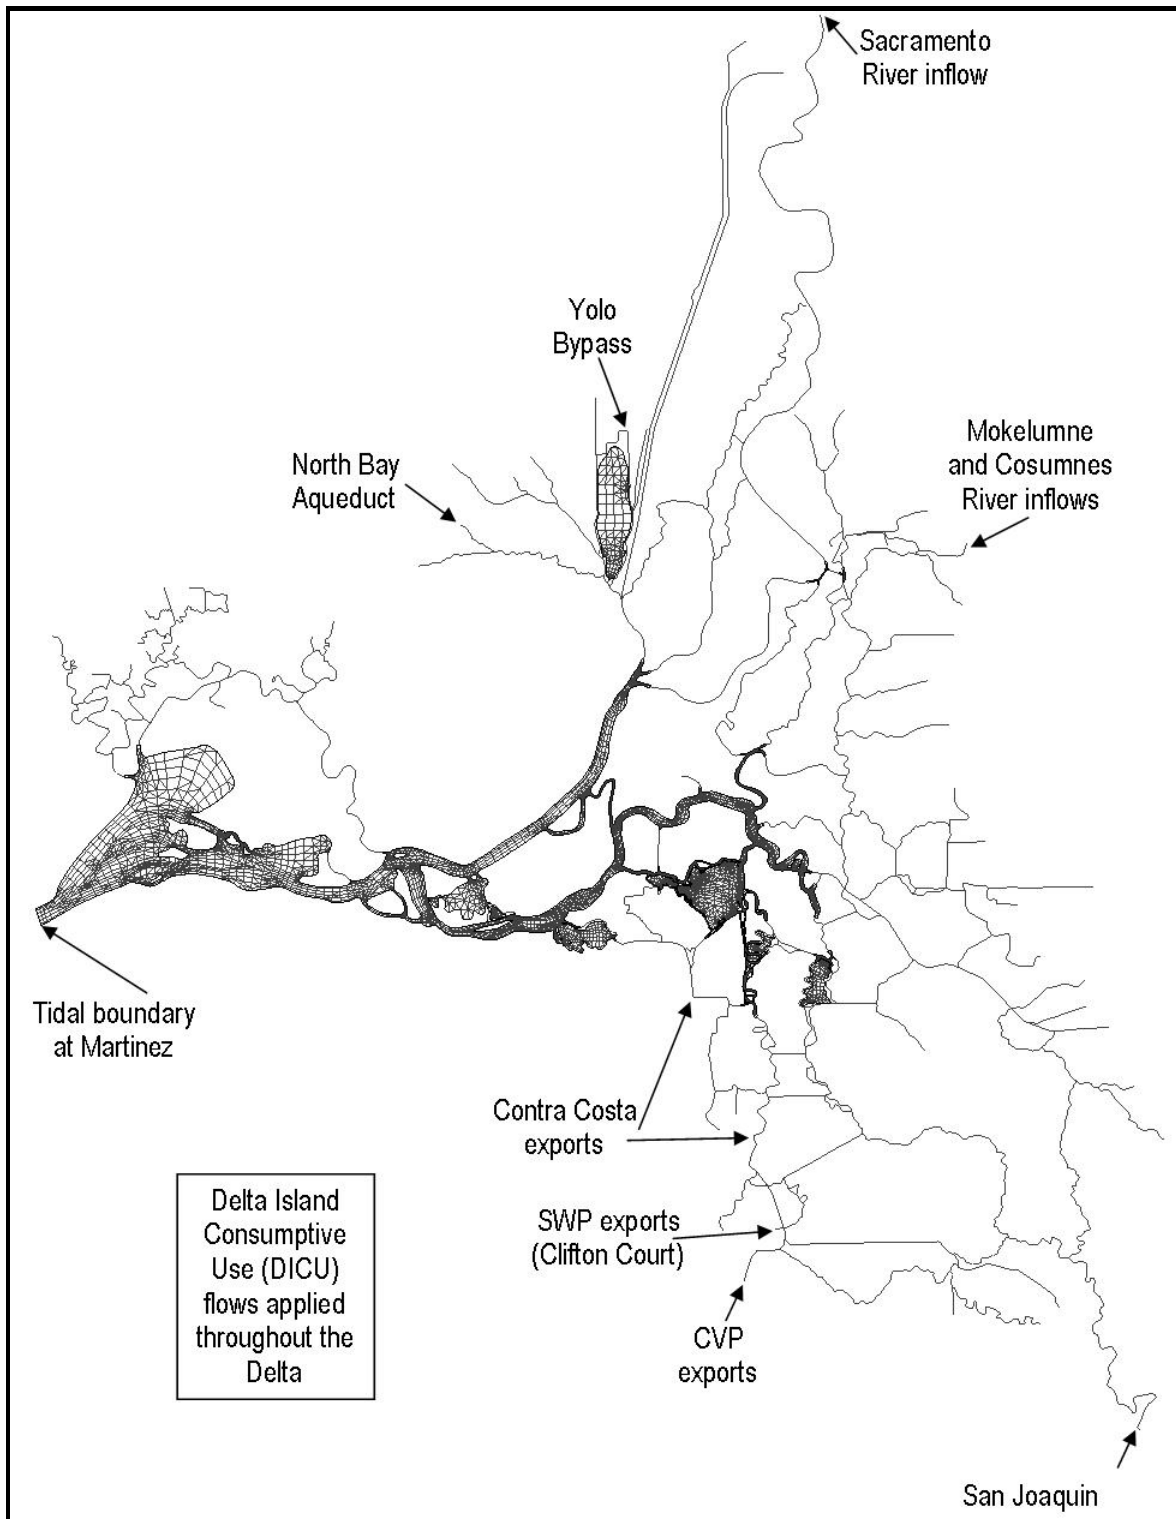 Sacramento
River inflow
Yolo
Bypass
North Bay
Aqueduct
Mokelumne
and Cosumnes
River inflows
Tidal boundary
at Martinez
Contra Costa
exports
SWP exports
(Clifton Court)
CVP
exports
Delta Island
Consumptive
Use (DICU)
flows applied
throughout the
Delta
San Joaquin